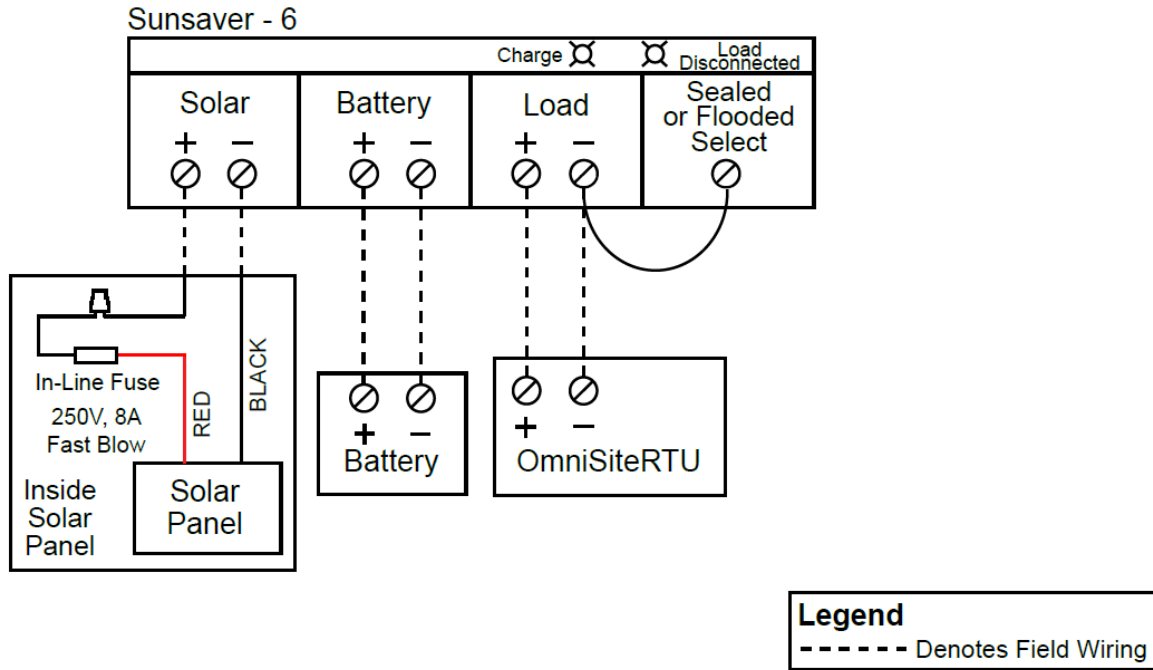 Sunsaver - 6
Charge
Load
Disconnected
Solar
Battery
Load
Sealed
or Flooded
Select
+ −
+ −
+ −
In-Line Fuse
250V, 8A
Fast Blow
RED
BLACK
Inside
Solar
Panel
Solar
Panel
+ −
Battery
+ −
OmniSiteRTU
Legend
Denotes Field Wiring